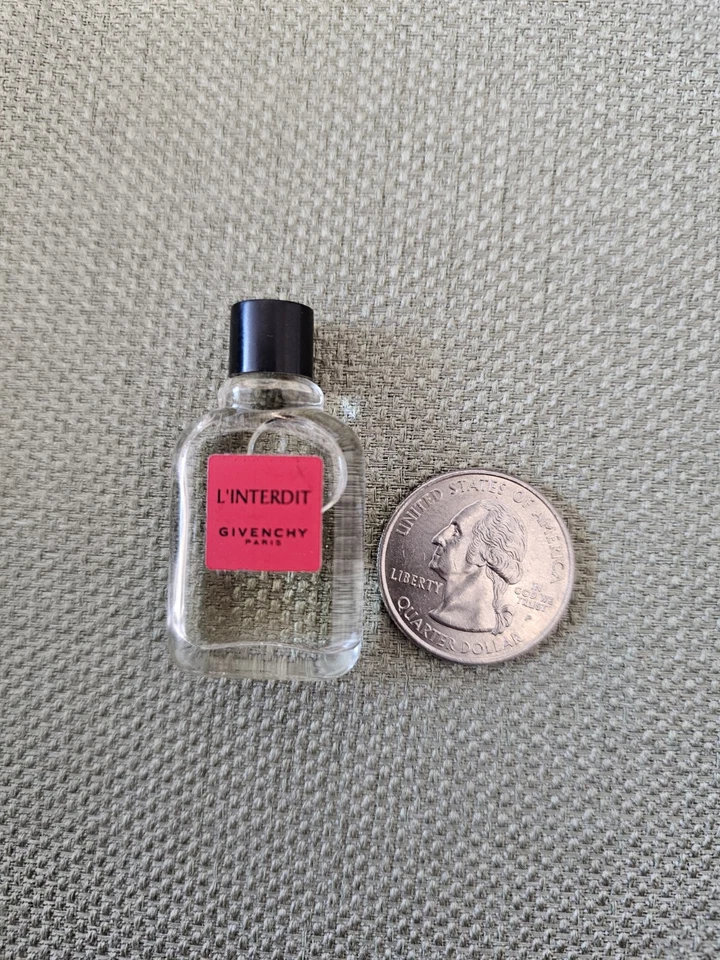 L'INTERDIT
GIVENCHY
PARIS
UNITED STATES OF AMERICA
LIBERTY
IN
GOD WE
TRUST
P
QUARTER DOLLAR